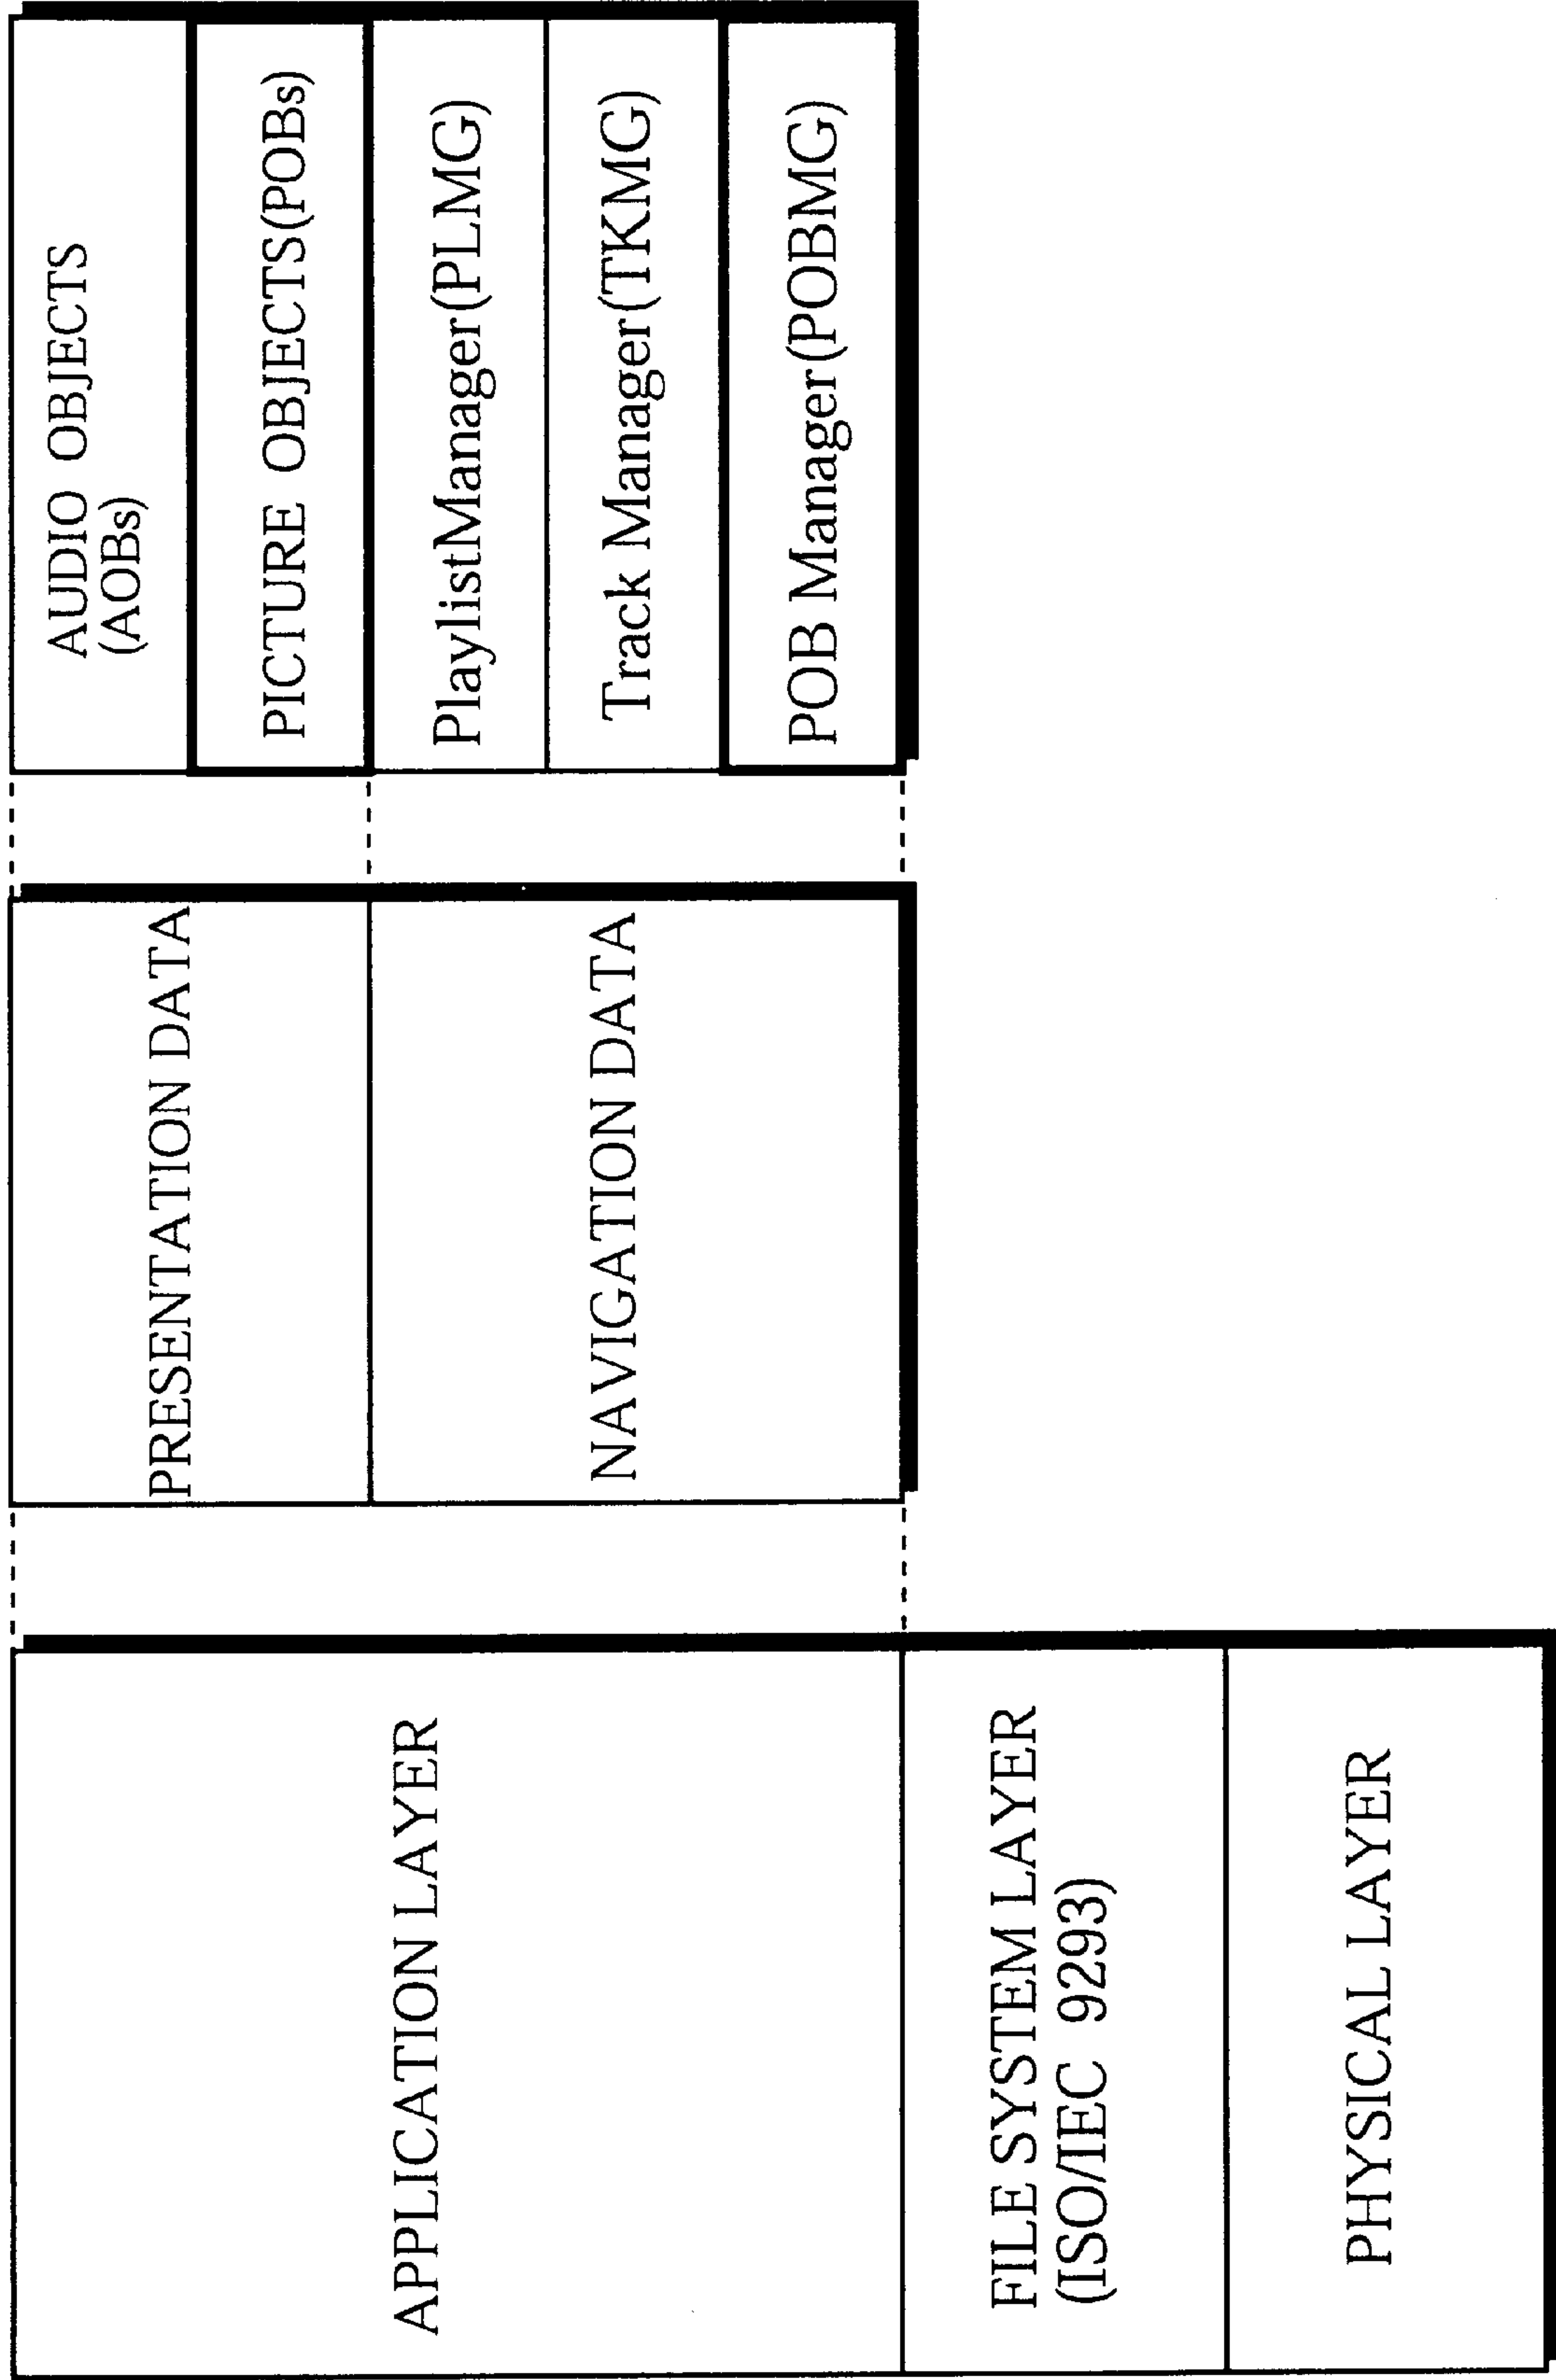 APPLICATION LAYER
FILE SYSTEM LAYER
(ISO/IEC 9293)
PHYSICAL LAYER
PRESENTATION DATA
NAVIGATION DATA
AUDIO OBJECTS
(AOBs)
PICTURE OBJECTS(POBs)
PlaylistManager(PLMG)
Track Manager(TKMG)
POB Manager(POBMG)